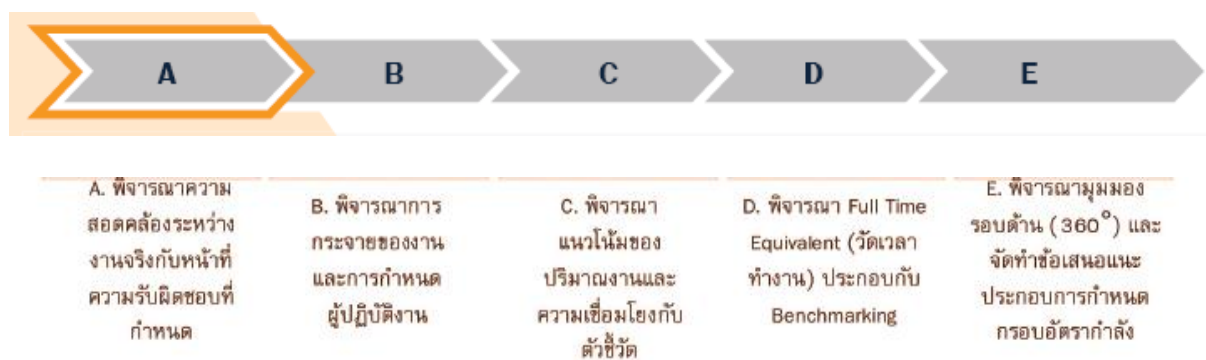 A
B
C
D
E
A. พิจารณาความ
สอดคล้องระหว่าง
งานจริงกับหน้าที่
ความรับผิดชอบที่
กำหนด
B. พิจารณาการ
กระจายของงาน
และการกำหนด
ผู้ปฏิบัติงาน
C. พิจารณา
แนวโน้มของ
ปริมาณงานและ
ความเชื่อมโยงกับ
ตัวชี้วัด
D. พิจารณา Full Time
Equivalent (วัดเวลา
ทำงาน) ประกอบกับ
Benchmarking
E. พิจารณามุมมอง
รอบด้าน (360°) และ
จัดทำข้อเสนอแนะ
ประกอบการกำหนด
กรอบอัตรากำลัง